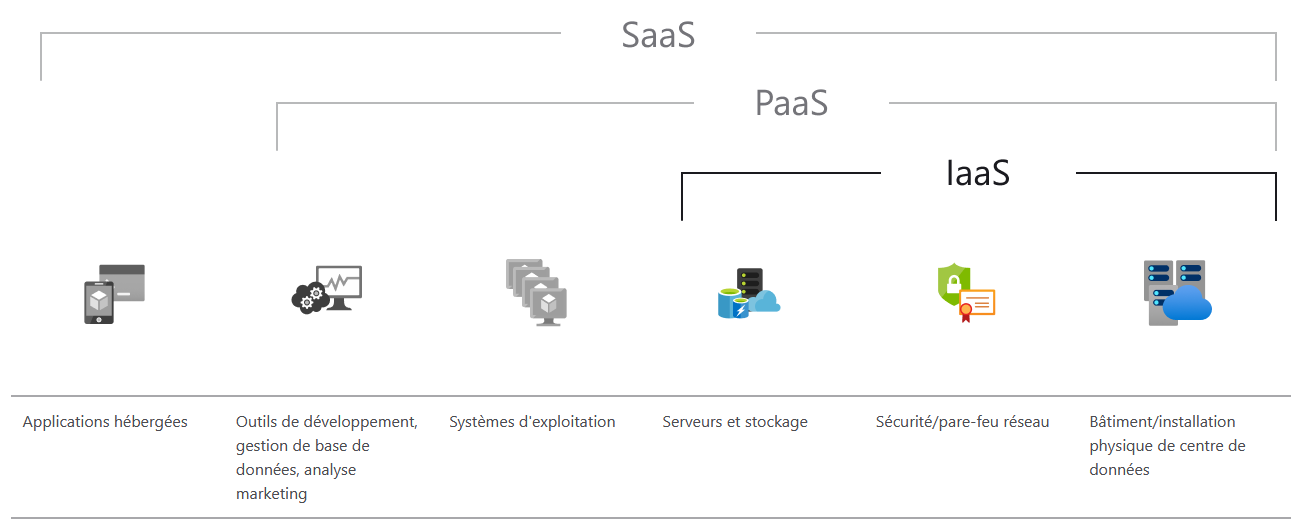 SaaS
PaaS
IaaS
Applications hébergées
Outils de développement,
gestion de base de
données, analyse
marketing
Systèmes d'exploitation
Serveurs et stockage
Sécurité/pare-feu réseau
Bâtiment/installation
physique de centre de
données